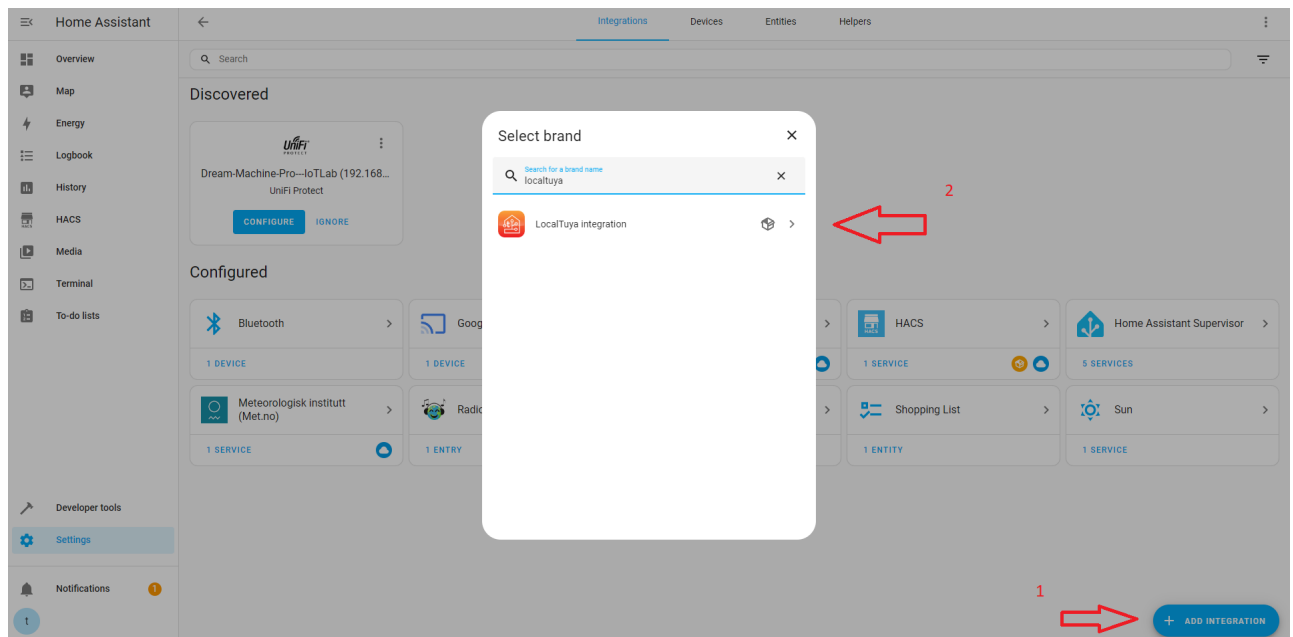 Home Assistant
Integrations
Devices
Entities
Helpers
Overview
Map
Energy
Logbook
History
HACS
Media
Terminal
To-do lists
Developer tools
Settings
Notifications
1
t
Search
Discovered
UniFi
PROTECT
Dream-Machine-Pro---IoTLab (192.168...
UniFi Protect
CONFIGURE
IGNORE
Configured
Bluetooth
1 DEVICE
Goog
1 DEVICE
HACS
1 SERVICE
Home Assistant Supervisor
5 SERVICES
Meteorologisk institutt
(Met.no)
1 SERVICE
Radio
1 ENTRY
Shopping List
1 ENTITY
Sun
1 SERVICE
Select brand
Search for a brand name
localtuya
LocalTuya integration
2
1
ADD INTEGRATION